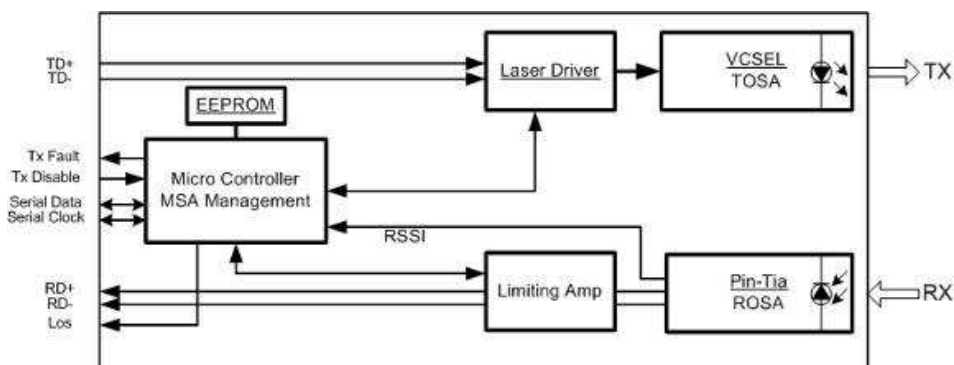 TD+
TD-
Laser Driver
VCSEL
TOSA
TX
EEPROM
Tx Fault
Tx Disable
Serial Data
Serial Clock
Micro Controller
MSA Management
RSSI
RD+
RD-
Los
Limiting Amp
Pin-Tia
ROSA
RX